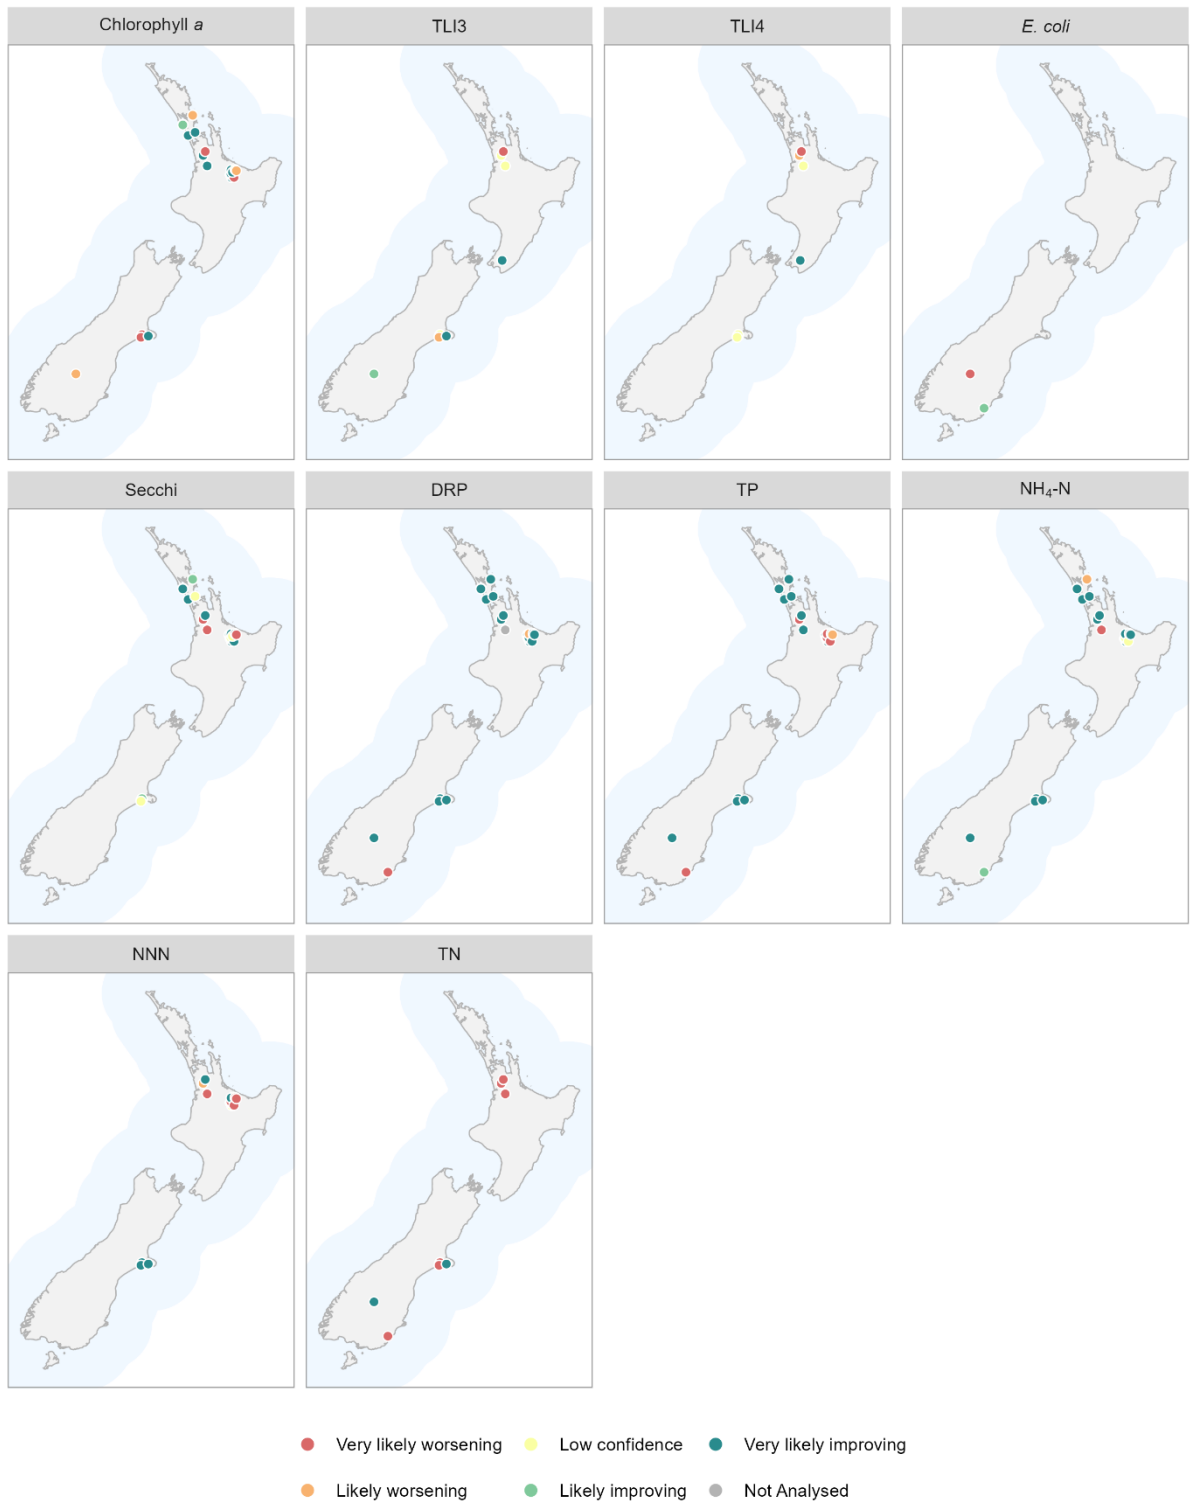 Chlorophyll a
TLI3
TLI4
E. coli
Secchi
DRP
TP
NH₄-N
NNN
TN
Very likely worsening
Low confidence
Very likely improving
Likely worsening
Likely improving
Not Analysed